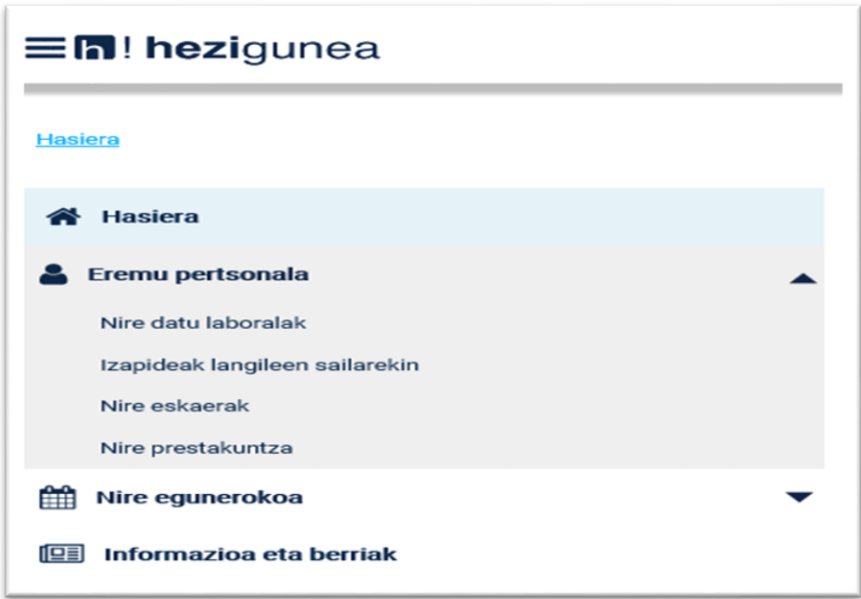 h! hezigunea
Hasiera
Hasiera
Eremu pertsonala
Nire datu laboralak
Izapideak langileen sailarekin
Nire eskaerak
Nire prestakuntza
Nire egunerokoa
Informazioa eta berriak